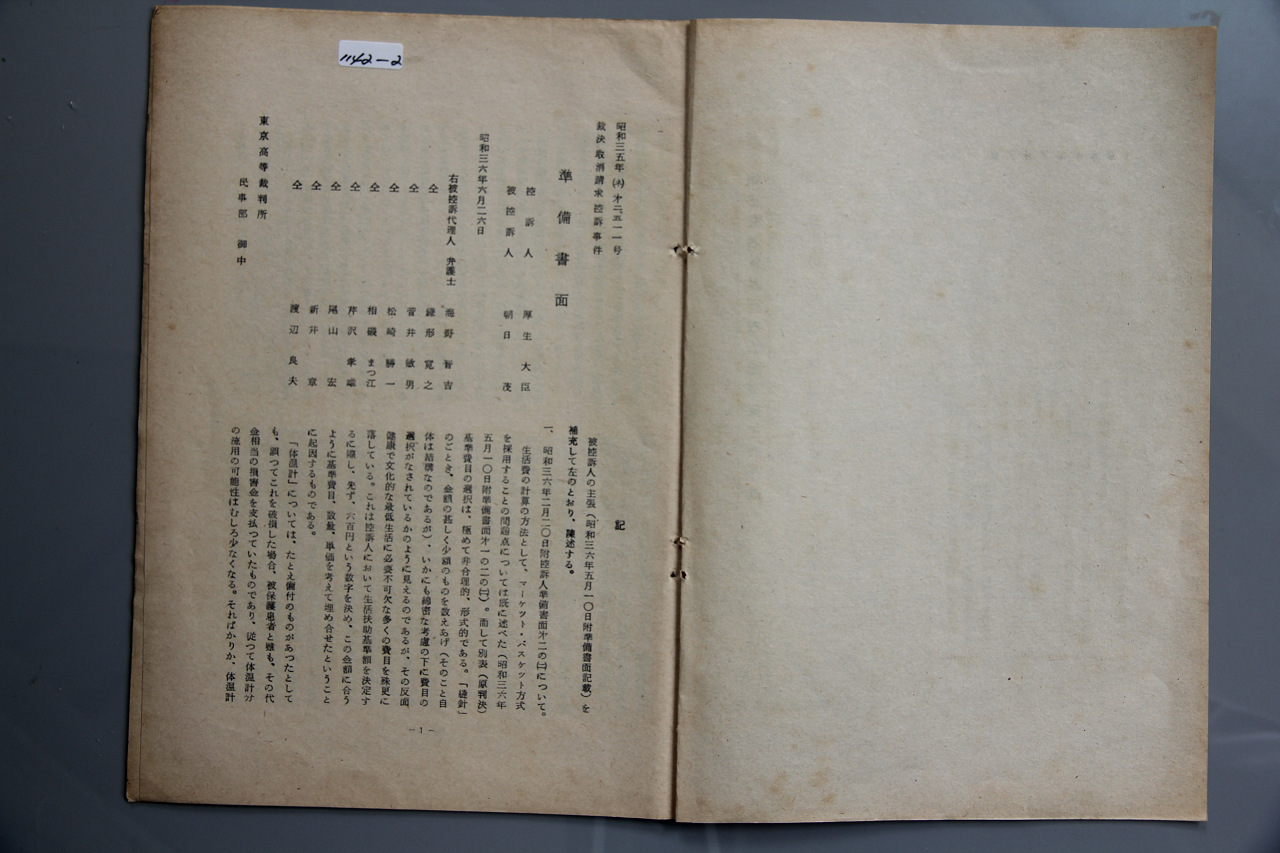 1142-2
昭和三五年(ネ)才二、五一一号
裁決取消請求控訴事件
準備書面
控訴人 厚生大臣
被控訴人 朝日茂
昭和三六年六月二六日
右被控訴代理人 弁護士 海野晋吉
仝 鍛形寛之
仝 菅井敏男
仝 松崎勝一
仝 相磯まつ江
仝 芹沢孝雄
仝 尾山宏
仝 新井章
仝 渡辺良夫
東京高等裁判所
民事部 御中
記
被控訴人の主張(昭和三六年五月一〇日附準備書面記載)を
補充して左のとおり、陳述する。
一、昭和三六年二月二〇日附控訴人準備書面才二の(二)について。
生活費の計算の方法として、マーケット・バスケット方式
を採用することの問題点については既に述べた(昭和三六年
五月一〇日附準備書面才一の二の(二))。而して別表(原判決)
基準費目の選択は、極めて非合理的、形式的である。「縫針」
のごとき、金額の甚しく少額のものを数えあげ(そのこと自
体は結構なのであるが)、いかにも綿密な考慮の下に費目の
選択がなされているかのように見えるのであるが、その反面
健康で文化的な最低生活に必要不可欠な多くの費目を殊更に
落している。これは控訴人において生活扶助基準額を決定す
るに際し、先ず、六百円という数字を決め、この金額に合う
ように基準費目、数量、単価を考えて埋め合せたということ
に起因するものである。
「体温計」については、たとえ備付のものがあつたとして
も、誤つてこれを破損した場合、被保護患者と雖も、その代
金相当の損害金を支払つていたものであり、従つて体温計分
の流用の可能性はむしろ少なくなる。そればかりか、体温計
—1—